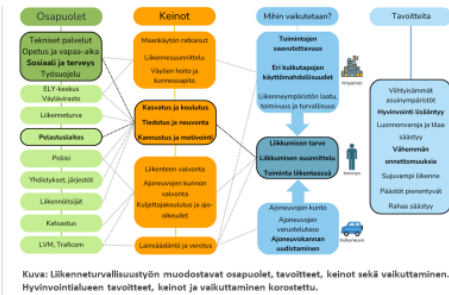 Osapuolet
Tekniset palvelut
Opetus ja vapaa-aika
Sosiaali ja terveys
Työsuojelu
ELY-keskus
Väylävirasto
Liikenneturva
Pelastuslaitos
Poliisi
Yhdistykset, järjestöt
Liikennöitsijät
Katsastus
LVM, Traficom
Keinot
Maankäytön ratkaisut
Liikennesuunnittelu
Väylien hoito ja
kunnossapito
Kasvatus ja koulutus
Tiedotus ja neuvonta
Kannustus ja motivointi
Liikenteen valvonta
Ajoneuvojen kunnon
valvonta
Kuljettajakoulutus ja ajo-
oikeudet
Lainsäädäntö ja verotus
Mihin vaikutetaan?
Toimintojen
saavutettavuus
Eri kulkutapojen
käyttömahdollisuudet
Liikenneympäristön laatu,
toimivuus ja turvallisuus
Ympäristö
Liikkumisen tarve
Liikkumisen suunnittelu
Toiminta liikenteessä
Ihminen
Ajoneuvojen kunto
Ajoneuvojen
varustelutaso
Ajoneuvokannan
uudistaminen
Kulkuneuvo
Tavoitteita
Viihtyisämmät
asuinympäristöt
Hyvinvointi lisääntyy
Luonnonvaroja ja tilaa
säästyy
Vähemmän
onnettomuuksia
Sujuvampi liikenne
Päästöt pienentyvät
Rahaa säästyy
Kuva: Liikenneturvallisuustyön muodostavat osapuolet, tavoitteet, keinot sekä vaikuttaminen.
Hyvinvointialueen tavoitteet, keinot ja vaikuttaminen korostettu.